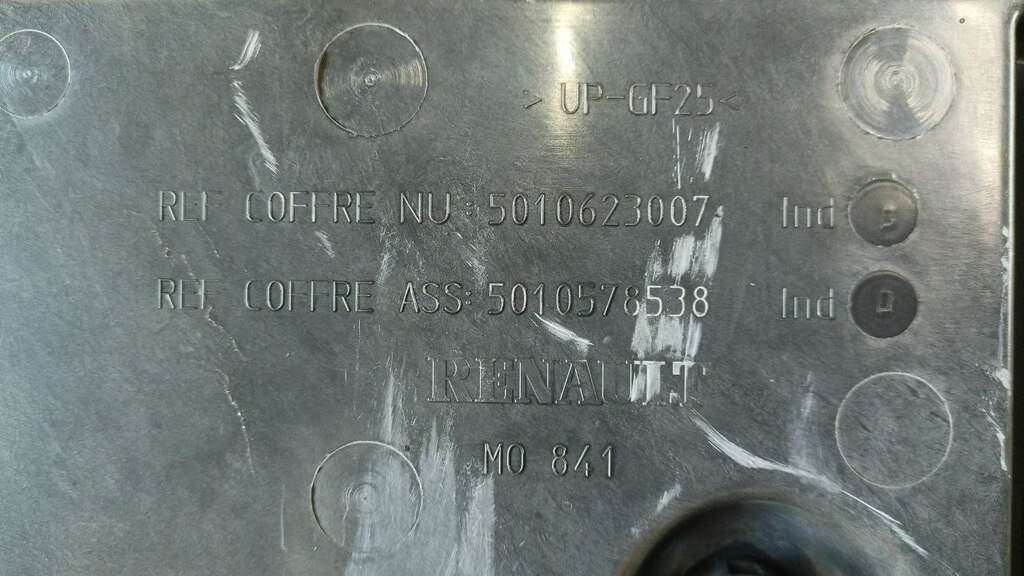 > UP-GF25 <
REF COFFRE NU : 5010623007 Ind B
REF COFFRE ASS: 5010578538 Ind D
RENAULT
MO 841